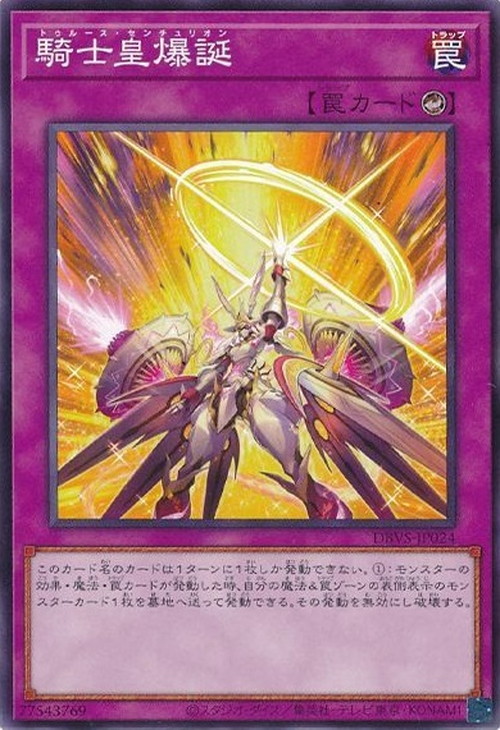 トゥルース・センチュリオン
騎士皇爆誕
トラップ
罠
【罠カード】
DBVS-JP024
このカード名のカードは1ターンに1枚しか発動できない。①:モンスターの
効果・魔法・罠カードが発動した時、自分の魔法&罠ゾーンの表側表示のモン
スターカード1枚を墓地へ送って発動できる。その発動を無効にし破壊する。
77543769 ©スタジオ・ダイス/集英社・テレビ東京・KONAMI